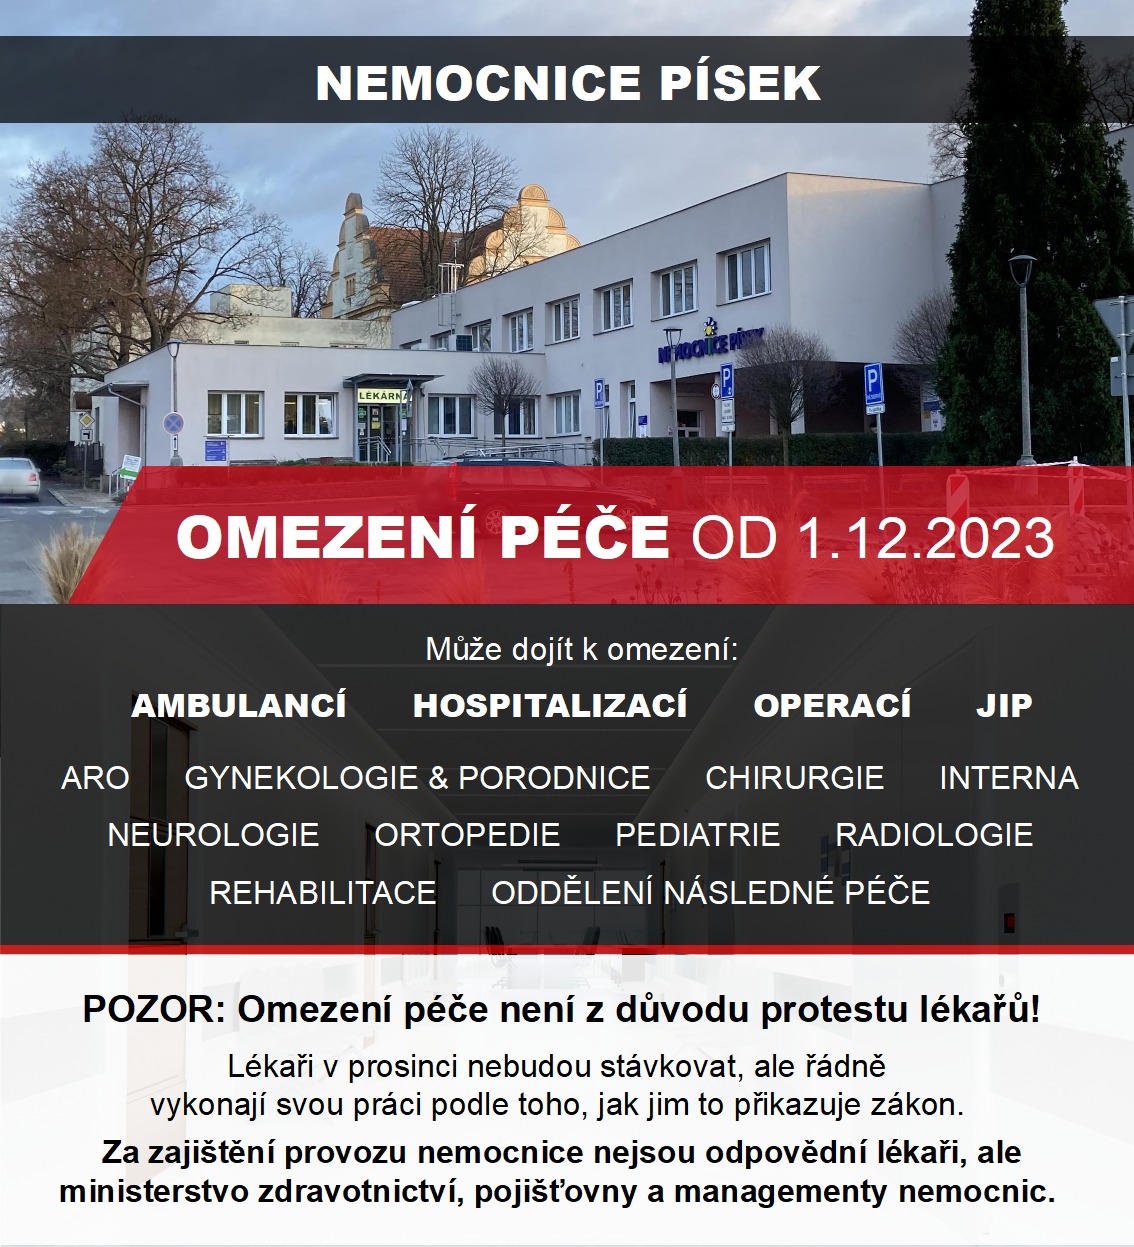 NEMOCNICE PÍSEK
NEMOCNICE PÍSEK
LÉKÁRNA
P
P
P
OMEZENÍ PÉČE OD 1.12.2023
Může dojít k omezení:
AMBULANCÍ HOSPITALIZACÍ OPERACÍ JIP
ARO GYNEKOLOGIE & PORODNICE CHIRURGIE INTERNA
NEUROLOGIE ORTOPEDIE PEDIATRIE RADIOLOGIE
REHABILITACE ODDĚLENÍ NÁSLEDNÉ PÉČE
POZOR: Omezení péče není z důvodu protestu lékařů!
Lékaři v prosinci nebudou stávkovat, ale řádně
vykonají svou práci podle toho, jak jim to přikazuje zákon.
Za zajištění provozu nemocnice nejsou odpovědní lékaři, ale
ministerstvo zdravotnictví, pojišťovny a managementy nemocnic.